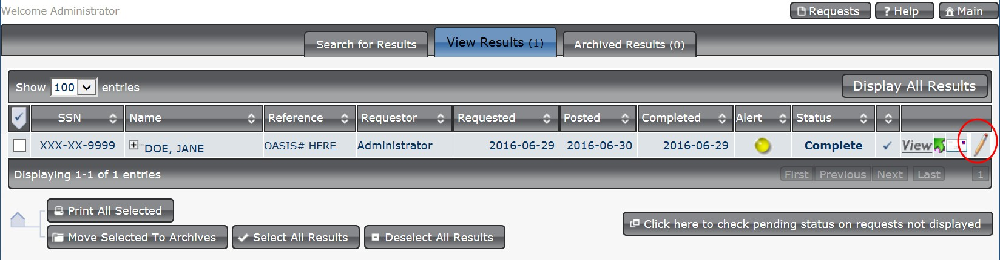 Welcome Administrator
Requests ? Help Main
Search for Results View Results (1) Archived Results (0)
Show 100 entries Display All Results
SSN Name Reference Requestor Requested Posted Completed Alert Status
XXX-XX-9999 DOE, JANE OASIS# HERE Administrator 2016-06-29 2016-06-30 2016-06-29 Complete View
Displaying 1-1 of 1 entries First Previous Next Last 1
Print All Selected
Click here to check pending status on requests not displayed
Move Selected To Archives Select All Results Deselect All Results